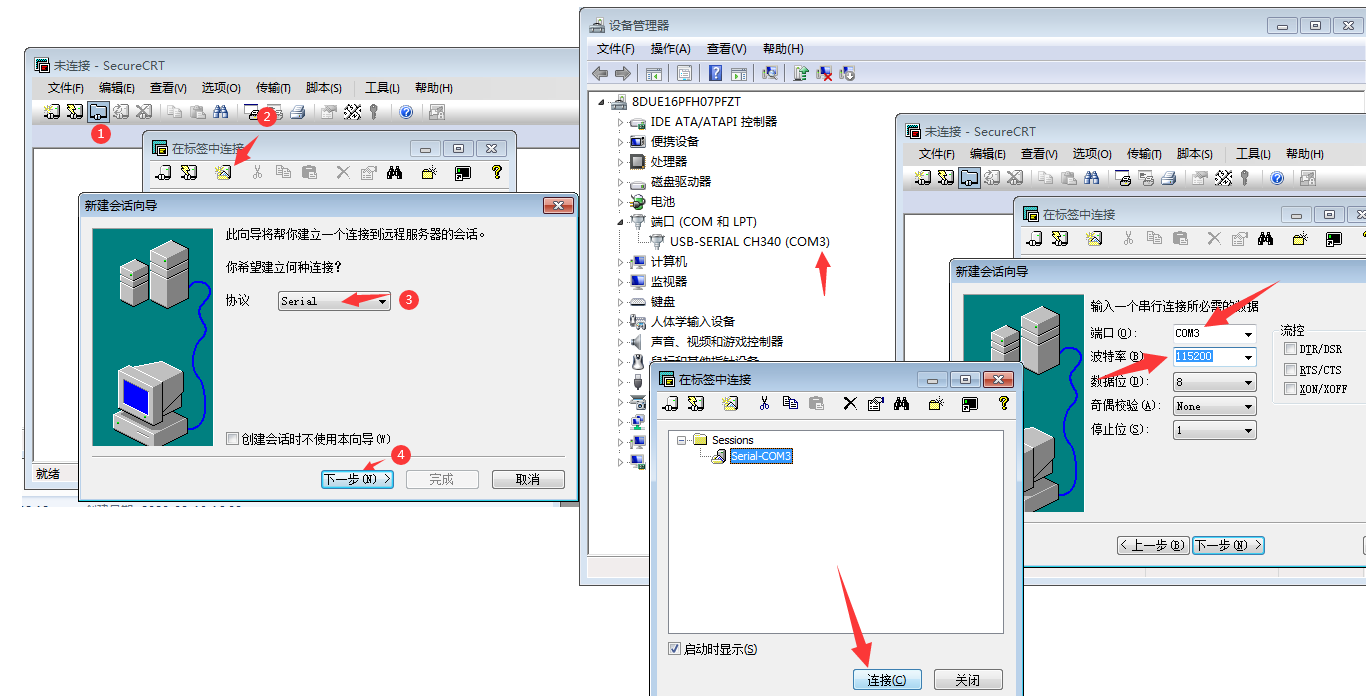 未连接 - SecureCRT
文件(F) 编辑(E) 查看(V) 选项(O) 传输(T) 脚本(S) 工具(L) 帮助(H)
1
2
在标签中连接
新建会话向导
此向导将帮你建立一个连接到远程服务器的会话。
你希望建立何种连接?
协议 Serial
3
创建会话时不使用本向导(W)
4
下一步(N) > 完成 取消
就绪
设备管理器
文件(F) 操作(A) 查看(V) 帮助(H)
8DUE16PFH07PFZT
IDE ATA/ATAPI 控制器
便携设备
处理器
磁盘驱动器
电池
端口 (COM 和 LPT)
USB-SERIAL CH340 (COM3)
计算机
监视器
键盘
人体学输入设备
声音、视频和游戏控制器
鼠标和其他指针设备
未连接 - SecureCRT
文件(F) 编辑(E) 查看(V) 选项(O) 传输(T) 脚本(S) 工具(L) 帮助(H)
在标签中连接
新建会话向导
输入一个串行连接所必需的数据
端口(O): COM3
波特率(B) 115200
数据位(D): 8
奇偶校验(A): None
停止位(S): 1
流控
DTR/DSR
RTS/CTS
XON/XOFF
< 上一步(B) 下一步(N) >
在标签中连接
Sessions
Serial-COM3
启动时显示(S)
连接(C) 关闭